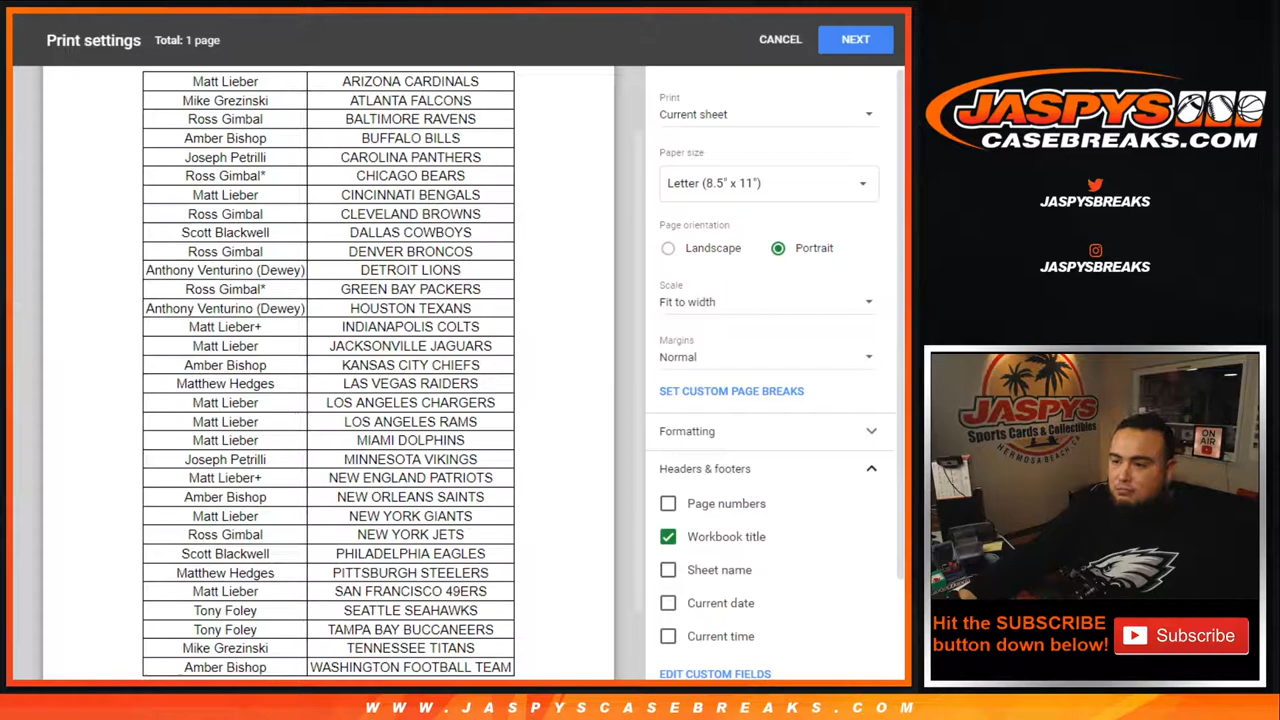 Print settings Total: 1 page CANCEL NEXT
Matt Lieber ARIZONA CARDINALS
Mike Grezinski ATLANTA FALCONS
Ross Gimbal BALTIMORE RAVENS
Amber Bishop BUFFALO BILLS
Joseph Petrilli CAROLINA PANTHERS
Ross Gimbal* CHICAGO BEARS
Matt Lieber CINCINNATI BENGALS
Ross Gimbal CLEVELAND BROWNS
Scott Blackwell DALLAS COWBOYS
Ross Gimbal DENVER BRONCOS
Anthony Venturino (Dewey) DETROIT LIONS
Ross Gimbal* GREEN BAY PACKERS
Anthony Venturino (Dewey) HOUSTON TEXANS
Matt Lieber+ INDIANAPOLIS COLTS
Matt Lieber JACKSONVILLE JAGUARS
Amber Bishop KANSAS CITY CHIEFS
Matthew Hedges LAS VEGAS RAIDERS
Matt Lieber LOS ANGELES CHARGERS
Matt Lieber LOS ANGELES RAMS
Matt Lieber MIAMI DOLPHINS
Joseph Petrilli MINNESOTA VIKINGS
Matt Lieber+ NEW ENGLAND PATRIOTS
Amber Bishop NEW ORLEANS SAINTS
Matt Lieber NEW YORK GIANTS
Ross Gimbal NEW YORK JETS
Scott Blackwell PHILADELPHIA EAGLES
Matthew Hedges PITTSBURGH STEELERS
Matt Lieber SAN FRANCISCO 49ERS
Tony Foley SEATTLE SEAHAWKS
Tony Foley TAMPA BAY BUCCANEERS
Mike Grezinski TENNESSEE TITANS
Amber Bishop WASHINGTON FOOTBALL TEAM
Print
Current sheet
Paper size
Letter (8.5" x 11")
Page orientation
Landscape Portrait
Scale
Fit to width
Margins
Normal
SET CUSTOM PAGE BREAKS
Formatting
Headers & footers
Page numbers
Workbook title
Sheet name
Current date
Current time
EDIT CUSTOM FIELDS
JASPYS
CASEBREAKS.COM
JASPYSBREAKS
JASPYSBREAKS
JASPYS
Sports Cards & Collectibles
HERMOSA BEACH, CA
ON
AIR
Hit the SUBSCRIBE
button down below!
Subscribe
WWW.JASPYSCASEBREAKS.COM